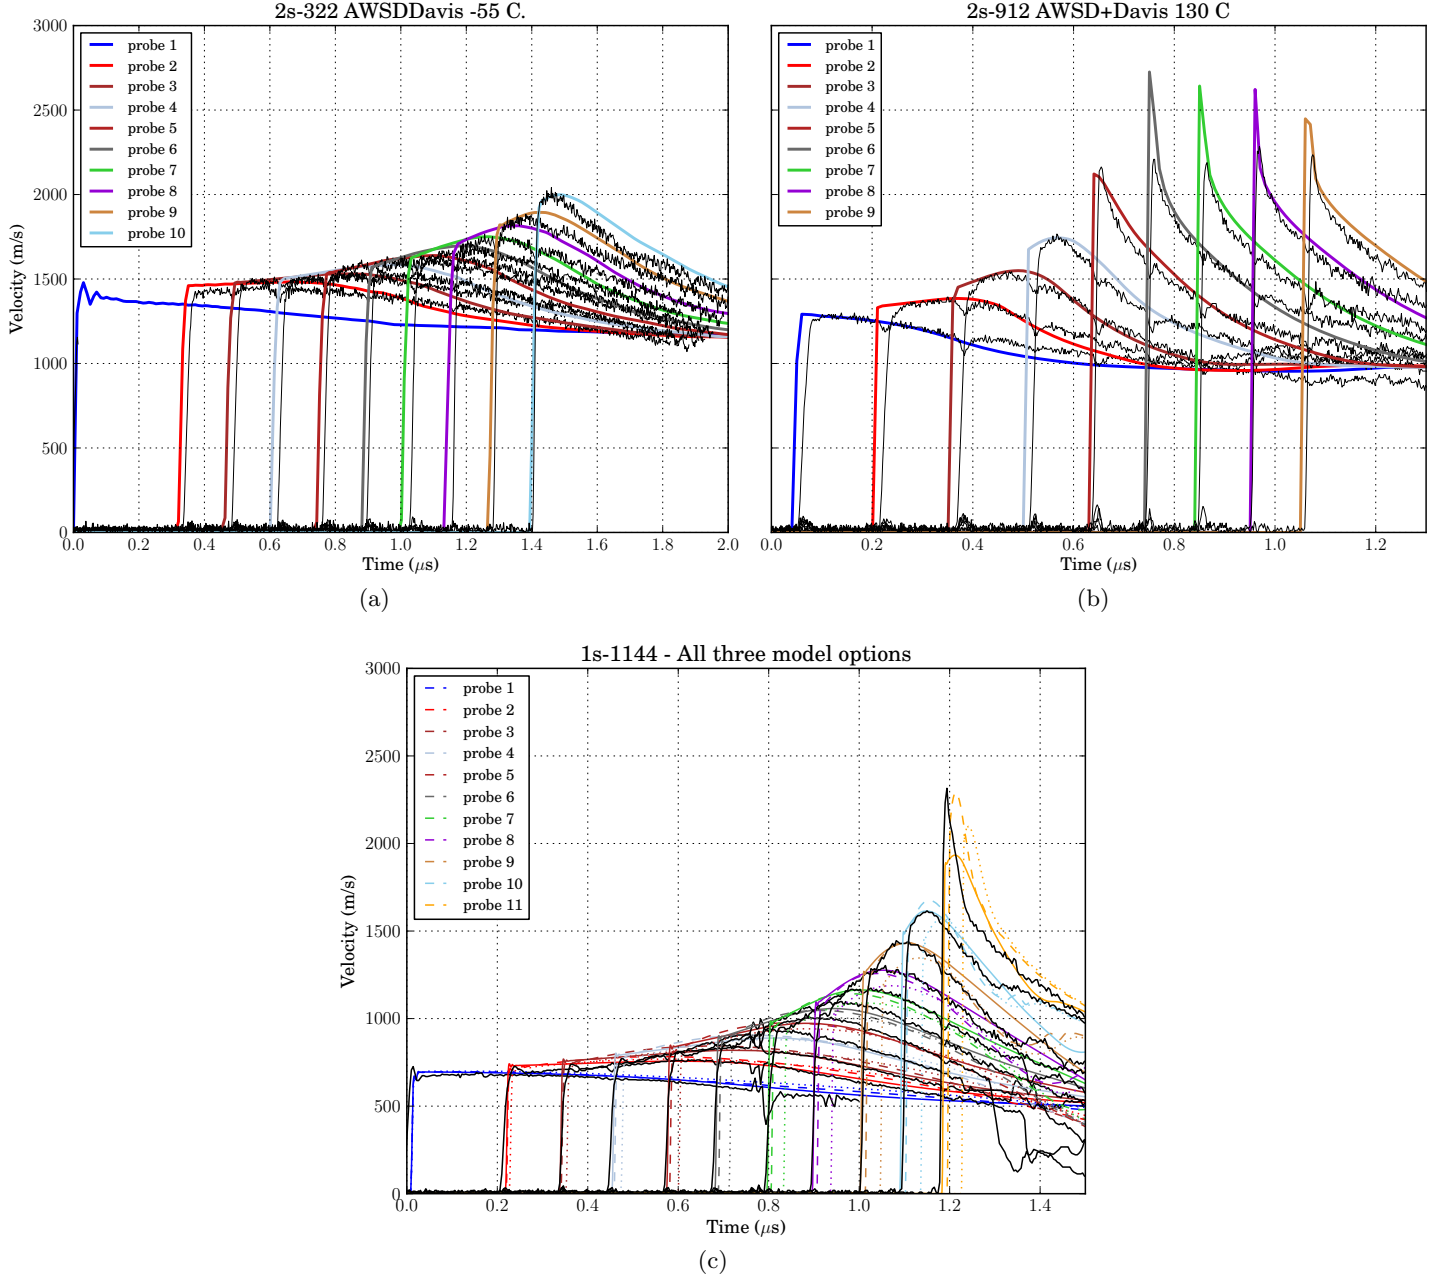 2s-322 AWSDDavis -55 C.
3000
2500
2000
1500
1000
500
0
Velocity (m/s)
probe 1
probe 2
probe 3
probe 4
probe 5
probe 6
probe 7
probe 8
probe 9
probe 10
0.0 0.2 0.4 0.6 0.8 1.0 1.2 1.4 1.6 1.8 2.0
Time (μs)
(a)
2s-912 AWSD+Davis 130 C
3000
2500
2000
1500
1000
500
0
probe 1
probe 2
probe 3
probe 4
probe 5
probe 6
probe 7
probe 8
probe 9
0.0 0.2 0.4 0.6 0.8 1.0 1.2
Time (μs)
(b)
1s-1144 - All three model options
3000
2500
2000
1500
1000
500
0
Velocity (m/s)
probe 1
probe 2
probe 3
probe 4
probe 5
probe 6
probe 7
probe 8
probe 9
probe 10
probe 11
0.0 0.2 0.4 0.6 0.8 1.0 1.2 1.4
Time (μs)
(c)